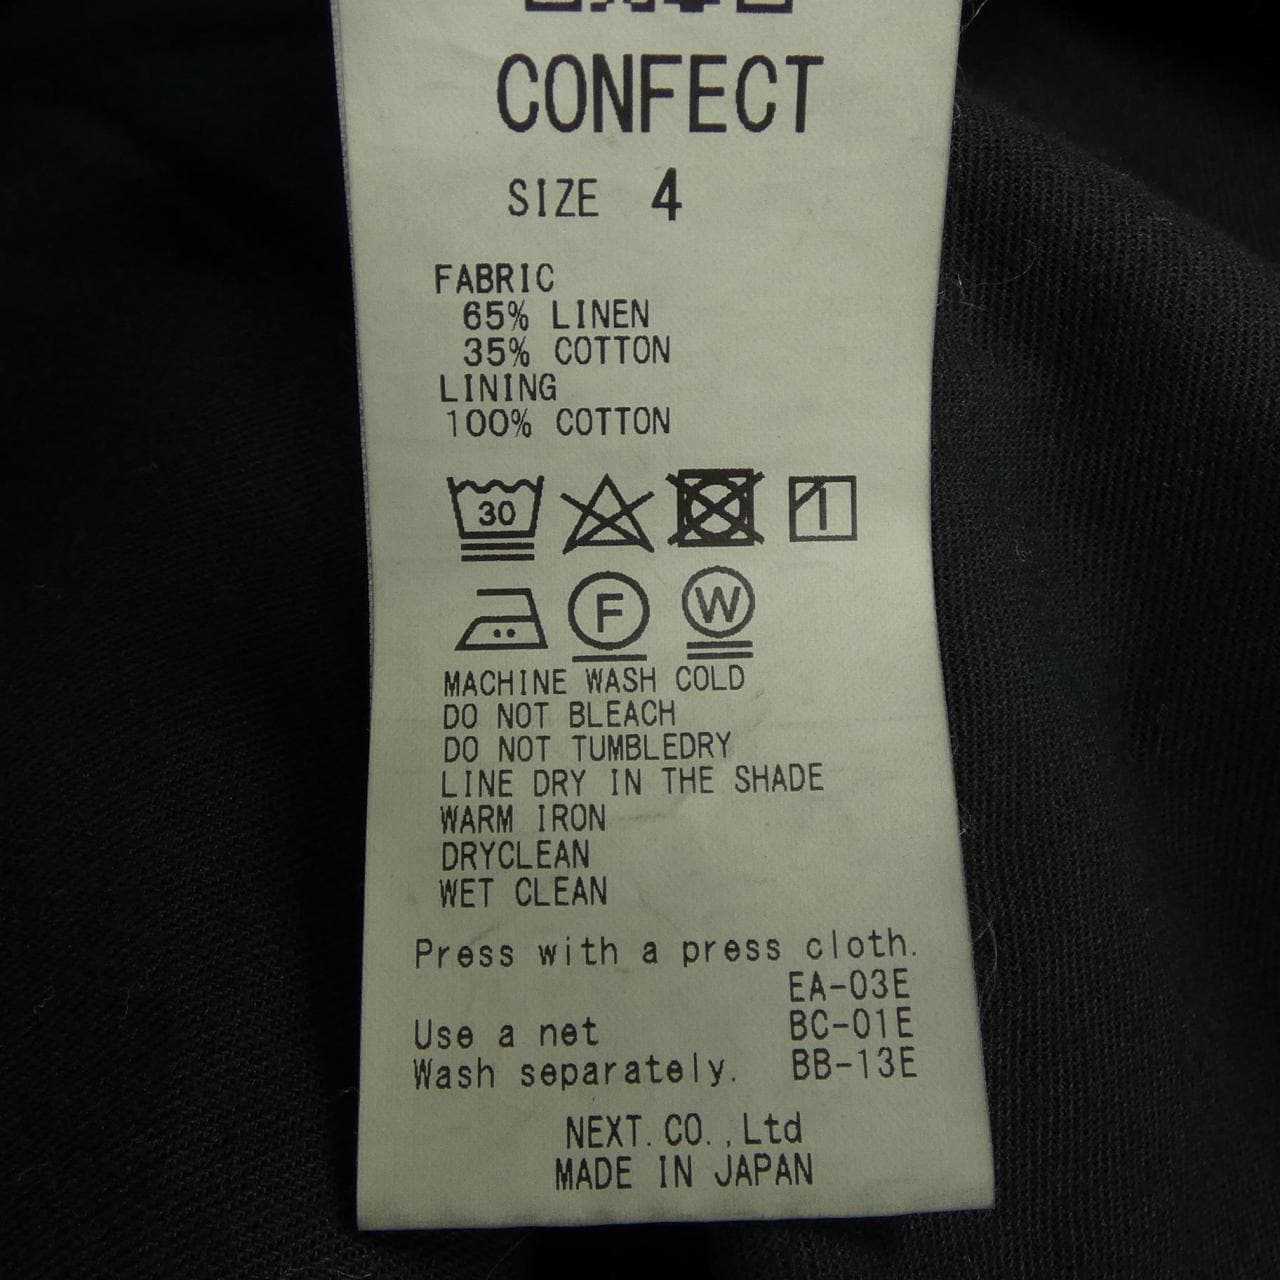 CONFECT
SIZE 4
FABRIC
65% LINEN
35% COTTON
LINING
100% COTTON
30
F W
MACHINE WASH COLD
DO NOT BLEACH
DO NOT TUMBLEDRY
LINE DRY IN THE SHADE
WARM IRON
DRYCLEAN
WET CLEAN
Press with a press cloth.
EA-03E
Use a net BC-01E
Wash separately. BB-13E
NEXT.CO.,Ltd
MADE IN JAPAN